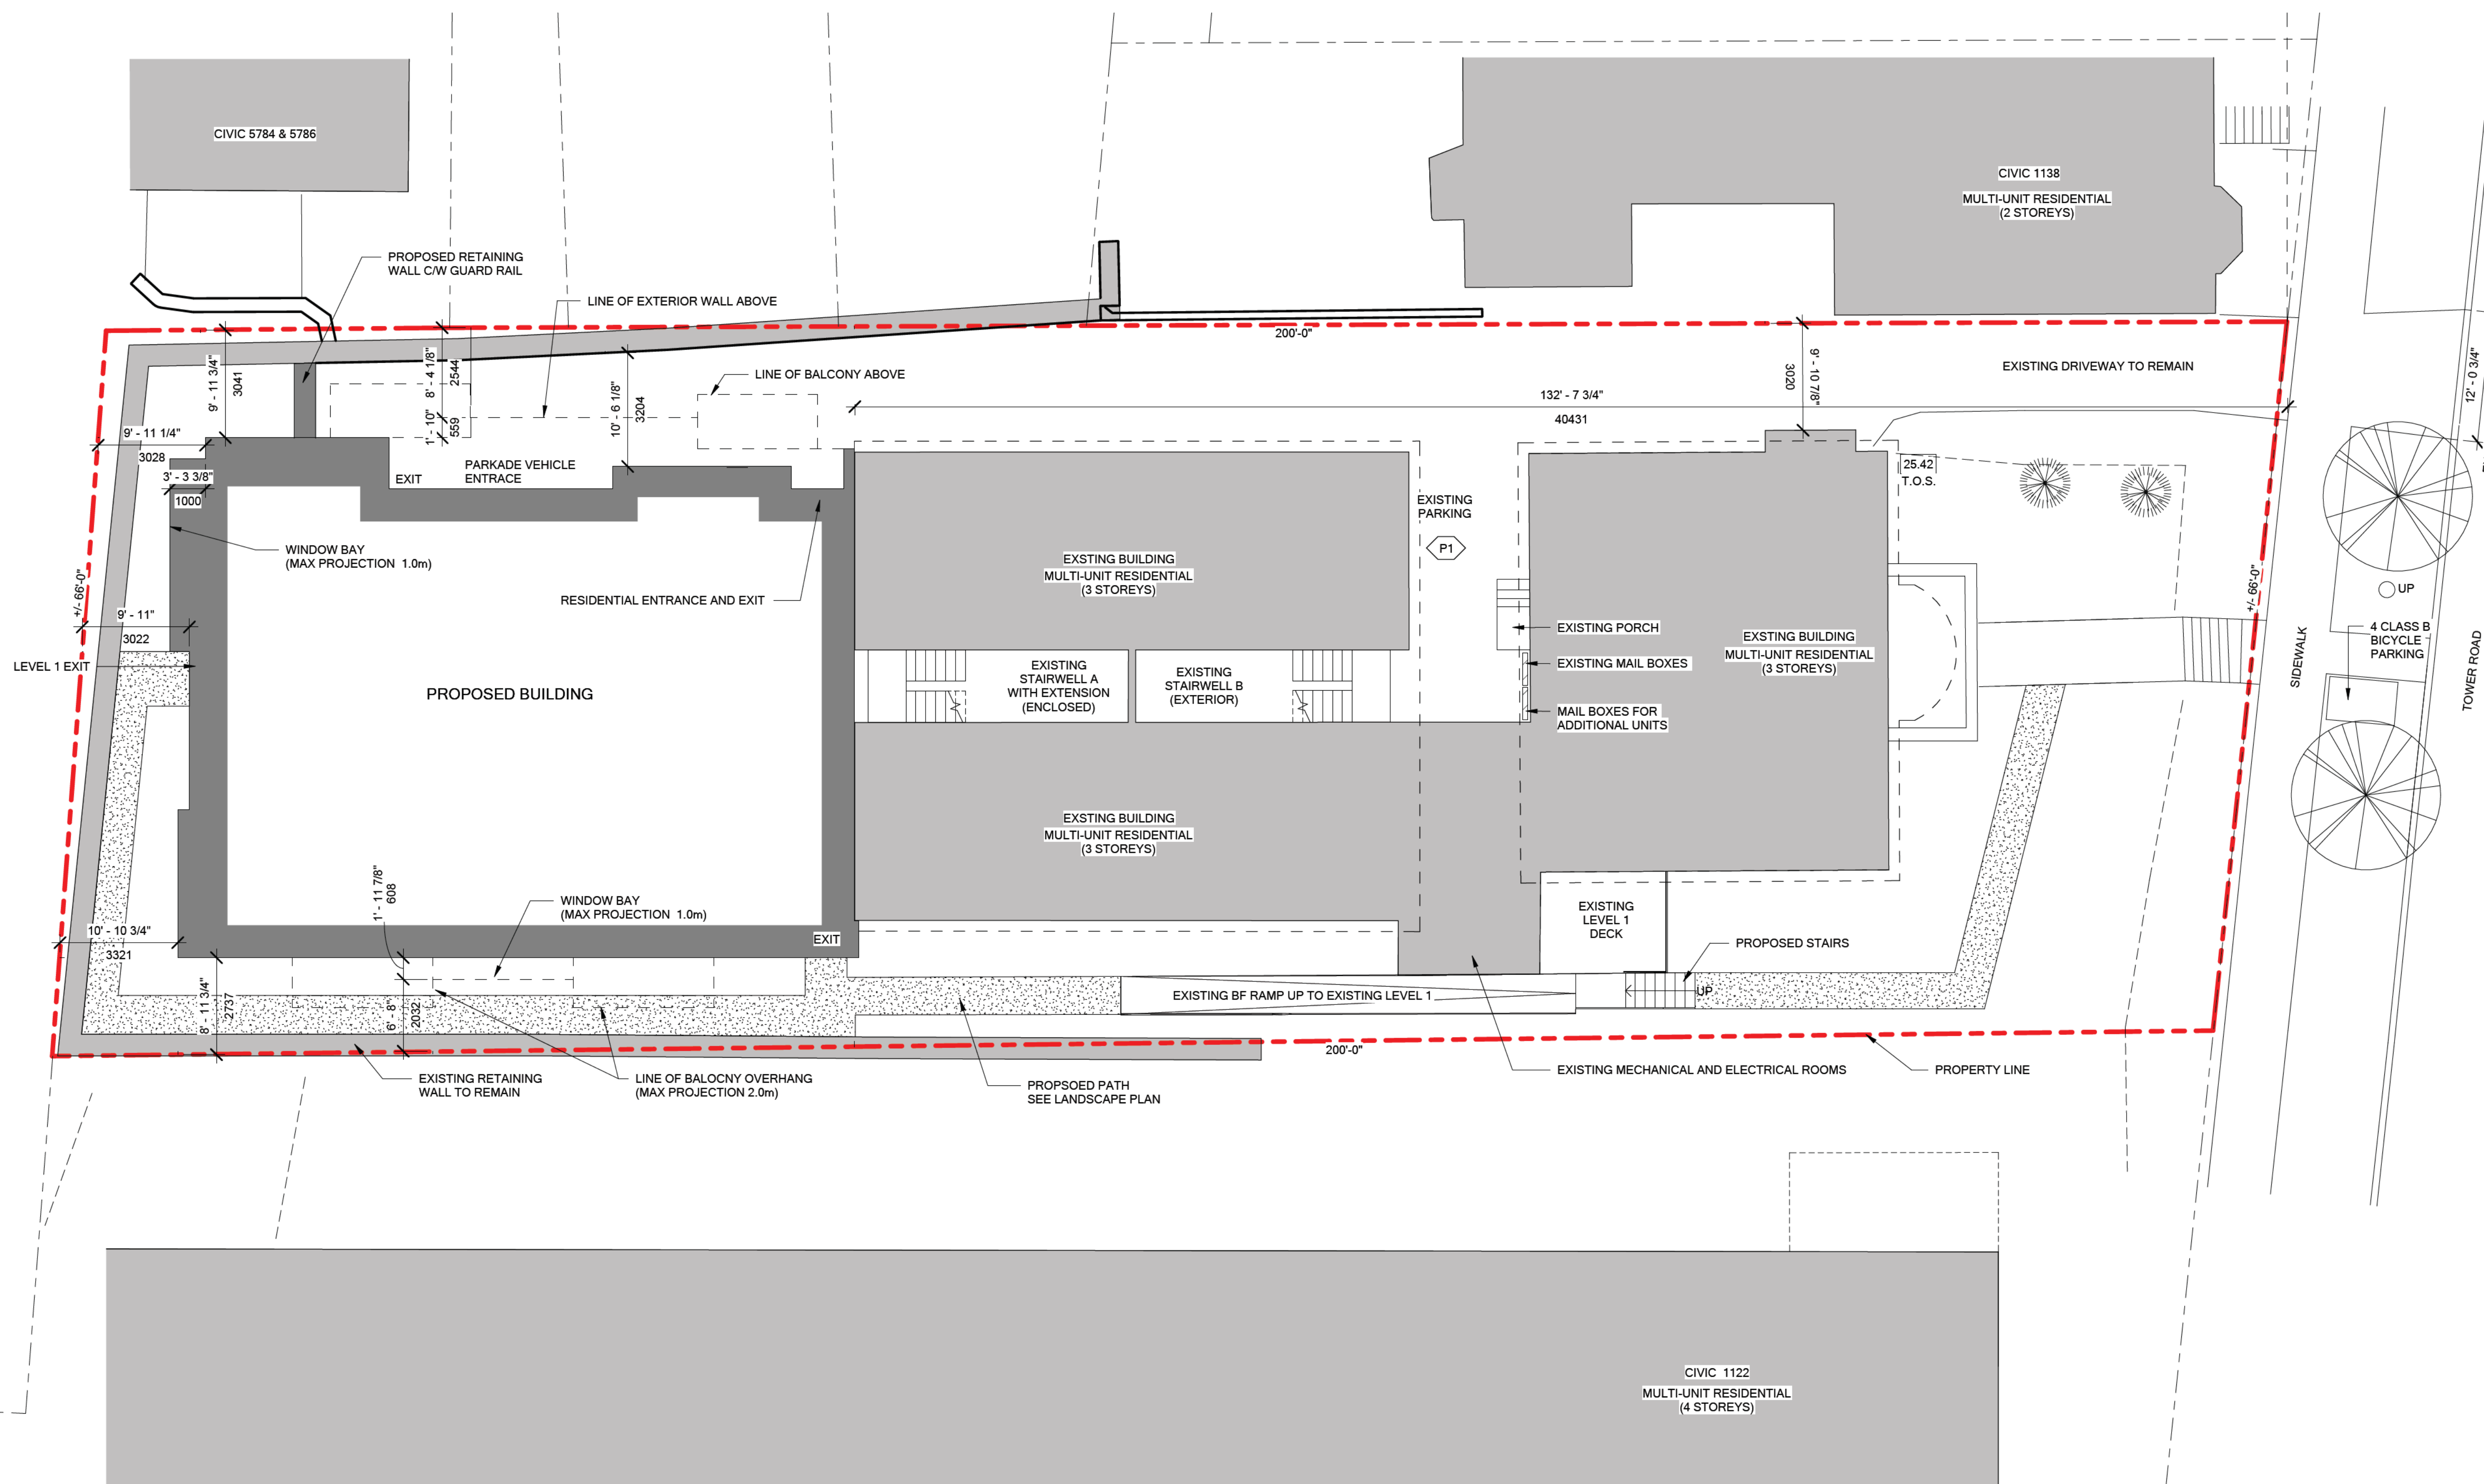 CIVIC 5784 & 5786
CIVIC 1138
MULTI-UNIT RESIDENTIAL
(2 STOREYS)
PROPOSED RETAINING
WALL C/W GUARD RAIL
LINE OF EXTERIOR WALL ABOVE
200'-0"
LINE OF BALCONY ABOVE
EXISTING DRIVEWAY TO REMAIN
12' - 0 3/4"
9' - 11 3/4"
3041
8' - 4 1/8"
2544
1' - 10"
559
10' - 6 1/8"
3204
132' - 7 3/4"
40431
9' - 10 7/8"
3020
9' - 11 1/4"
3028
3' - 3 3/8"
1000
EXIT
PARKADE VEHICLE
ENTRACE
25.42
T.O.S.
EXISTING
PARKING
P1
WINDOW BAY
(MAX PROJECTION 1.0m)
EXSTING BUILDING
MULTI-UNIT RESIDENTIAL
(3 STOREYS)
+/- 66'-0"
RESIDENTIAL ENTRANCE AND EXIT
9' - 11"
3022
LEVEL 1 EXIT
PROPOSED BUILDING
EXISTING
STAIRWELL A
WITH EXTENSION
(ENCLOSED)
EXISTING
STAIRWELL B
(EXTERIOR)
EXISTING PORCH
EXISTING MAIL BOXES
MAIL BOXES FOR
ADDITIONAL UNITS
EXSTING BUILDING
MULTI-UNIT RESIDENTIAL
(3 STOREYS)
+/- 66'-0"
UP
4 CLASS B
BICYCLE
PARKING
SIDEWALK
TOWER ROAD
EXSTING BUILDING
MULTI-UNIT RESIDENTIAL
(3 STOREYS)
1' - 11 7/8"
608
WINDOW BAY
(MAX PROJECTION 1.0m)
EXIT
EXISTING
LEVEL 1
DECK
PROPOSED STAIRS
10' - 10 3/4"
3321
8' - 11 3/4"
2737
6' - 8"
2032
EXISTING BF RAMP UP TO EXISTING LEVEL 1
UP
200'-0"
EXISTING RETAINING
WALL TO REMAIN
LINE OF BALOCNY OVERHANG
(MAX PROJECTION 2.0m)
PROPSOED PATH
SEE LANDSCAPE PLAN
EXISTING MECHANICAL AND ELECTRICAL ROOMS
PROPERTY LINE
CIVIC 1122
MULTI-UNIT RESIDENTIAL
(4 STOREYS)